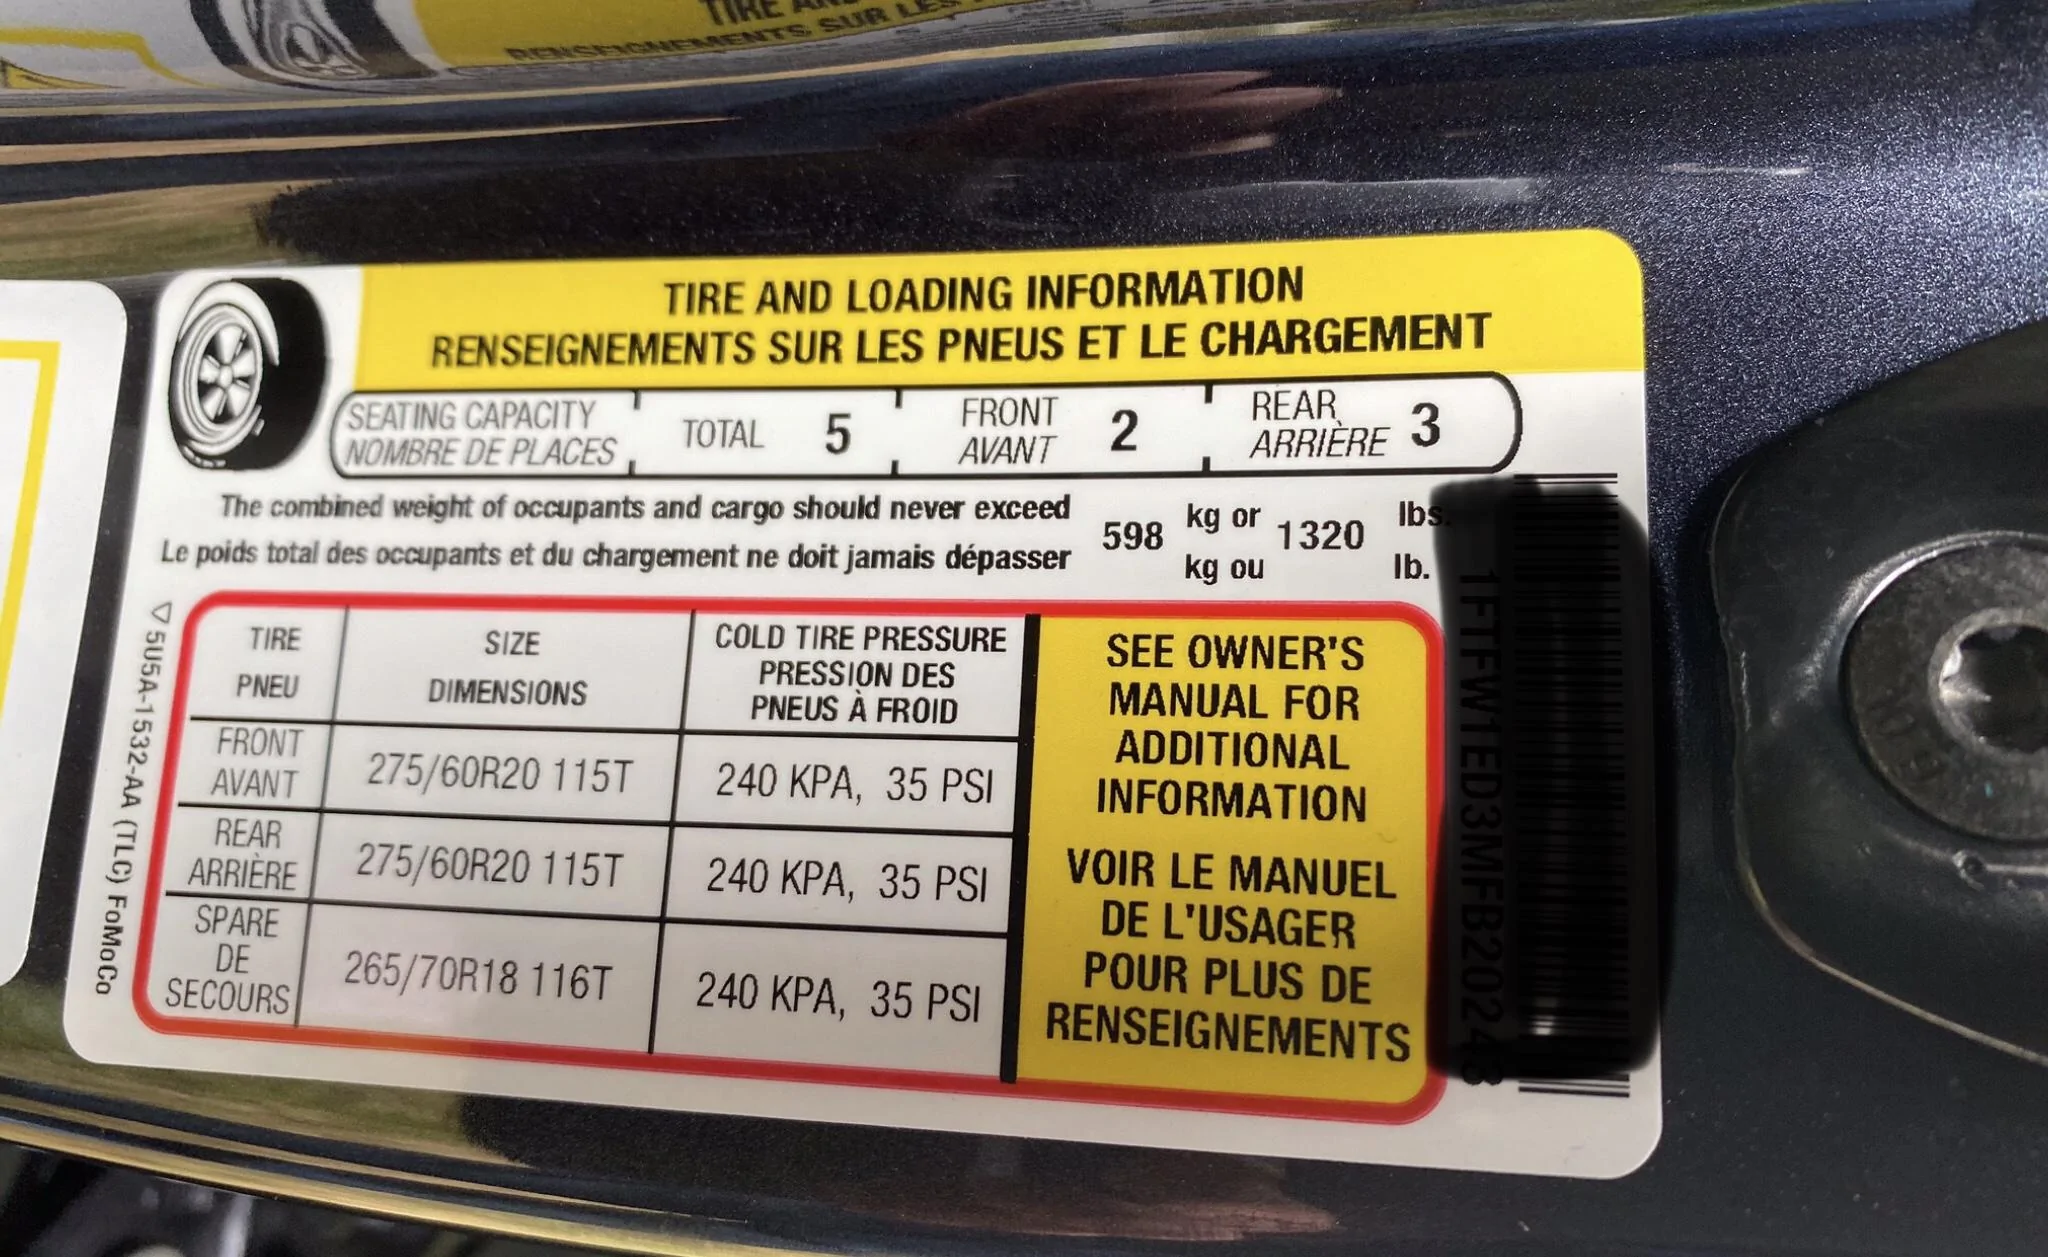 TIRE AND
RENSEIGNEMENTS SUR LES
TIRE AND LOADING INFORMATION
RENSEIGNEMENTS SUR LES PNEUS ET LE CHARGEMENT
SEATING CAPACITY
NOMBRE DE PLACES
TOTAL 5
FRONT
AVANT 2
REAR
ARRIÈRE 3
The combined weight of occupants and cargo should never exceed
Le poids total des occupants et du chargement ne doit jamais dépasser
598 kg or 1320 lbs.
kg ou lb.
TIRE
PNEU
SIZE
DIMENSIONS
COLD TIRE PRESSURE
PRESSION DES
PNEUS À FROID
FRONT
AVANT
275/60R20 115T
240 KPA, 35 PSI
REAR
ARRIÈRE
275/60R20 115T
240 KPA, 35 PSI
SPARE
DE
SECOURS
265/70R18 116T
240 KPA, 35 PSI
SEE OWNER'S
MANUAL FOR
ADDITIONAL
INFORMATION
VOIR LE MANUEL
DE L'USAGER
POUR PLUS DE
RENSEIGNEMENTS
5U5A-1532-AA (TLC) FoMoCo